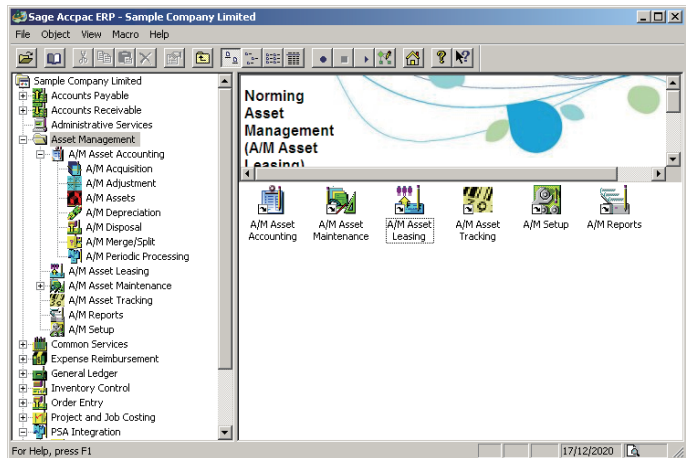 Sage Accpac ERP - Sample Company Limited
File Object View Macro Help
Sample Company Limited
Accounts Payable
Accounts Receivable
Administrative Services
Asset Management
A/M Asset Accounting
A/M Acquisition
A/M Adjustment
A/M Assets
A/M Depreciation
A/M Disposal
A/M Merge/Split
A/M Periodic Processing
A/M Asset Leasing
A/M Asset Maintenance
A/M Asset Tracking
A/M Reports
A/M Setup
Common Services
Expense Reimbursement
General Ledger
Inventory Control
Order Entry
Project and Job Costing
PSA Integration
Norming
Asset
Management
(A/M Asset
Leasing)
A/M Asset
Accounting
A/M Asset
Maintenance
A/M Asset
Leasing
A/M Asset
Tracking
A/M Setup
A/M Reports
For Help, press F1
17/12/2020